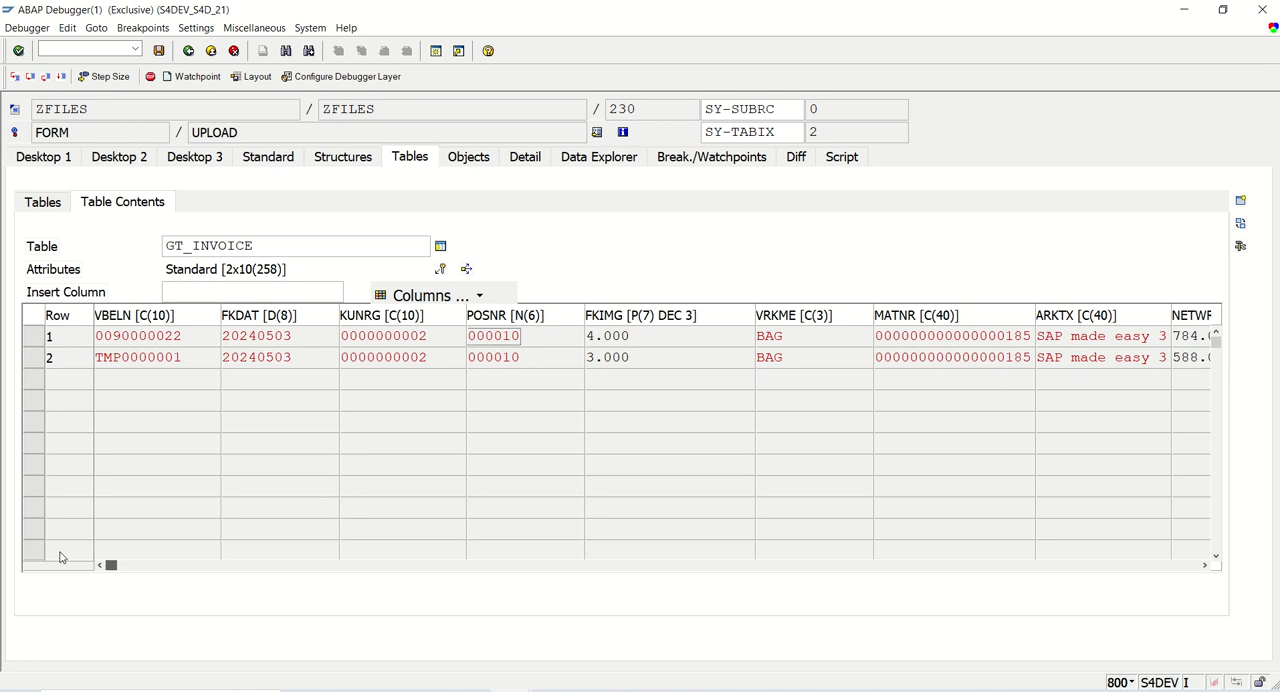 ABAP Debugger(1) (Exclusive) (S4DEV_S4D_21)
Debugger Edit Goto Breakpoints Settings Miscellaneous System Help
Step Size Watchpoint Layout Configure Debugger Layer
ZFILES / ZFILES / 230 SY-SUBRC 0
FORM / UPLOAD SY-TABIX 2
Desktop 1 Desktop 2 Desktop 3 Standard Structures Tables Objects Detail Data Explorer Break./Watchpoints Diff Script
Tables Table Contents
Table GT_INVOICE
Attributes Standard [2x10(258)]
Insert Column Columns ...
Row VBELN [C(10)] FKDAT [D(8)] KUNRG [C(10)] POSNR [N(6)] FKIMG [P(7) DEC 3] VRKME [C(3)] MATNR [C(40)] ARKTX [C(40)] NETWR
1 0090000022 20240503 0000000002 000010 4.000 BAG 000000000000000185 SAP made easy 3 784.0
2 TMP0000001 20240503 0000000002 000010 3.000 BAG 000000000000000185 SAP made easy 3 588.0
800 S4DEV I